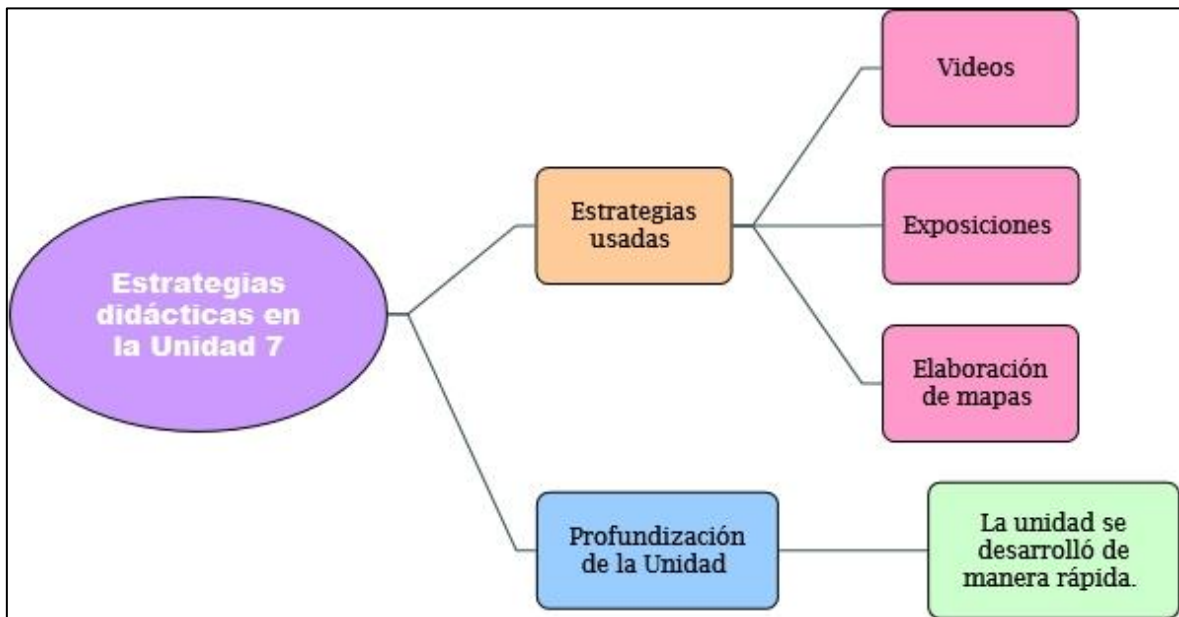 Estrategias
didácticas en
la Unidad 7
Estrategias
usadas
Videos
Exposiciones
Elaboración
de mapas
Profundización
de la Unidad
La unidad se
desarrolló de
manera rápida.